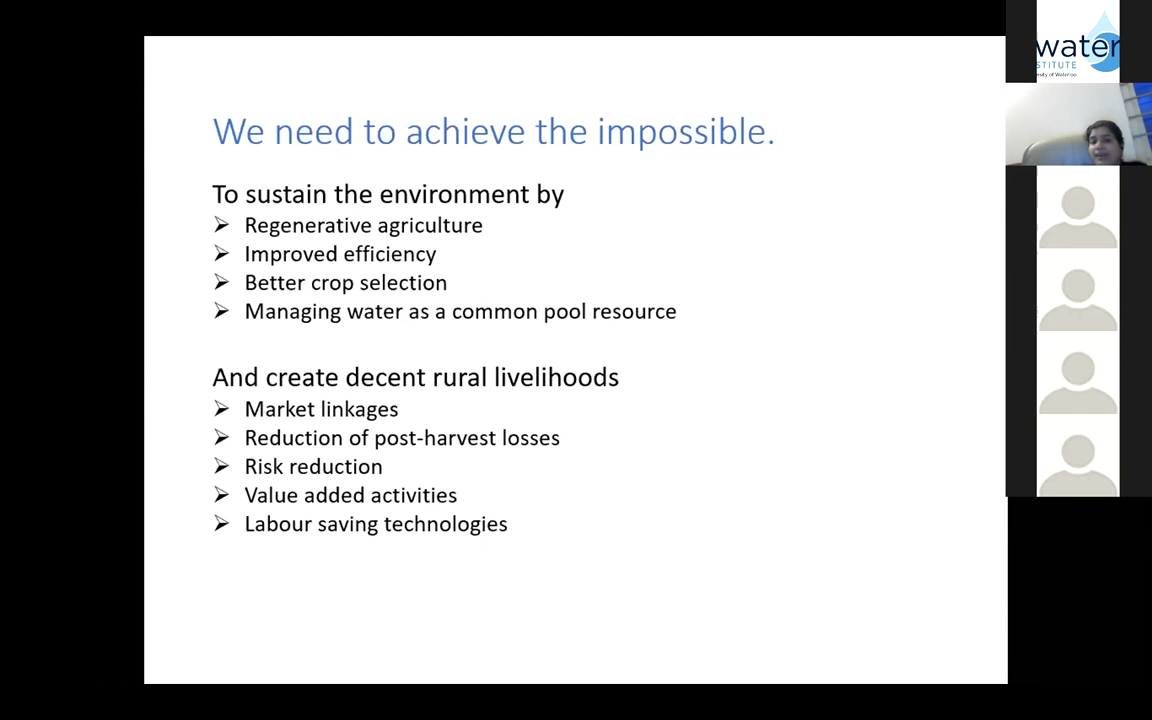 We need to achieve the impossible.
To sustain the environment by
Regenerative agriculture
Improved efficiency
Better crop selection
Managing water as a common pool resource
And create decent rural livelihoods
Market linkages
Reduction of post-harvest losses
Risk reduction
Value added activities
Labour saving technologies
water
STITUTE
rsity of Waterloo